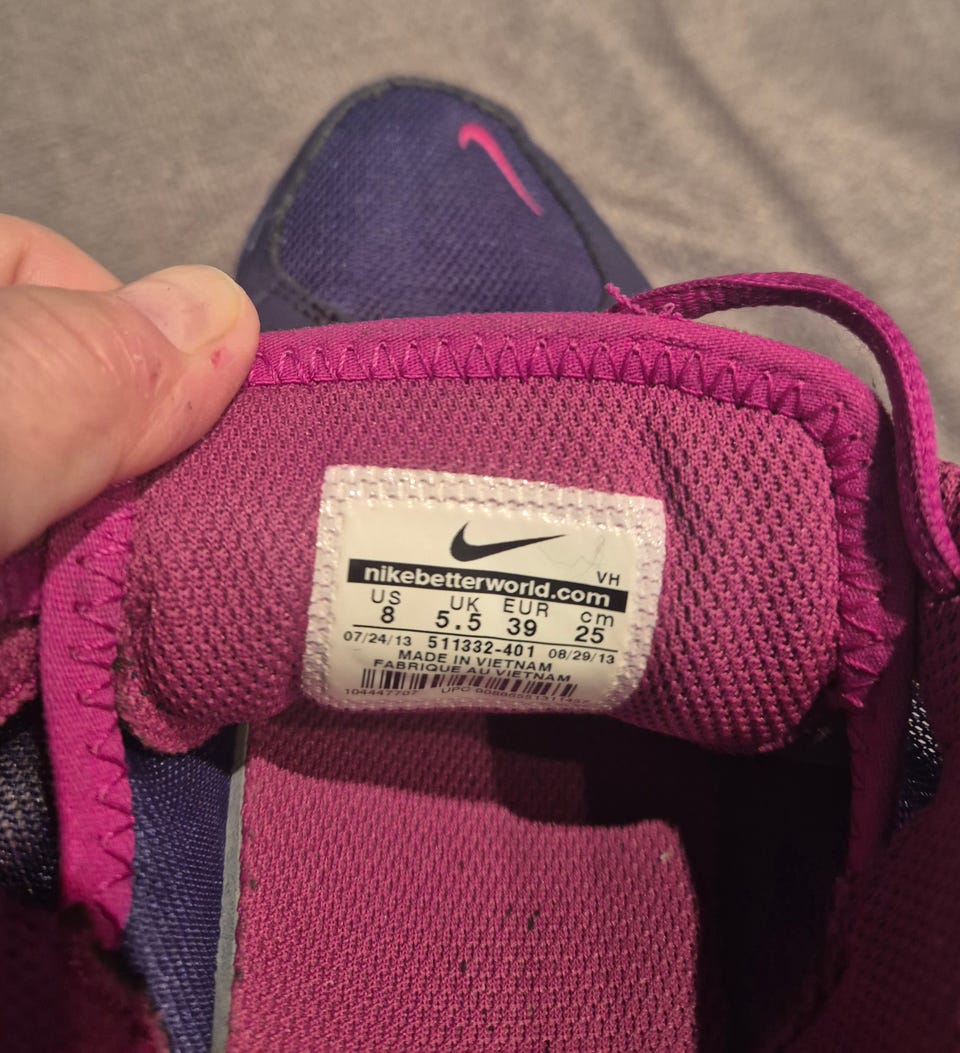 VH
nikebetterworld.com
US UK EUR cm
8 5.5 39 25
07/24/13 511332-401 08/29/13
MADE IN VIETNAM
FABRIQUE AU VIETNAM
UPC